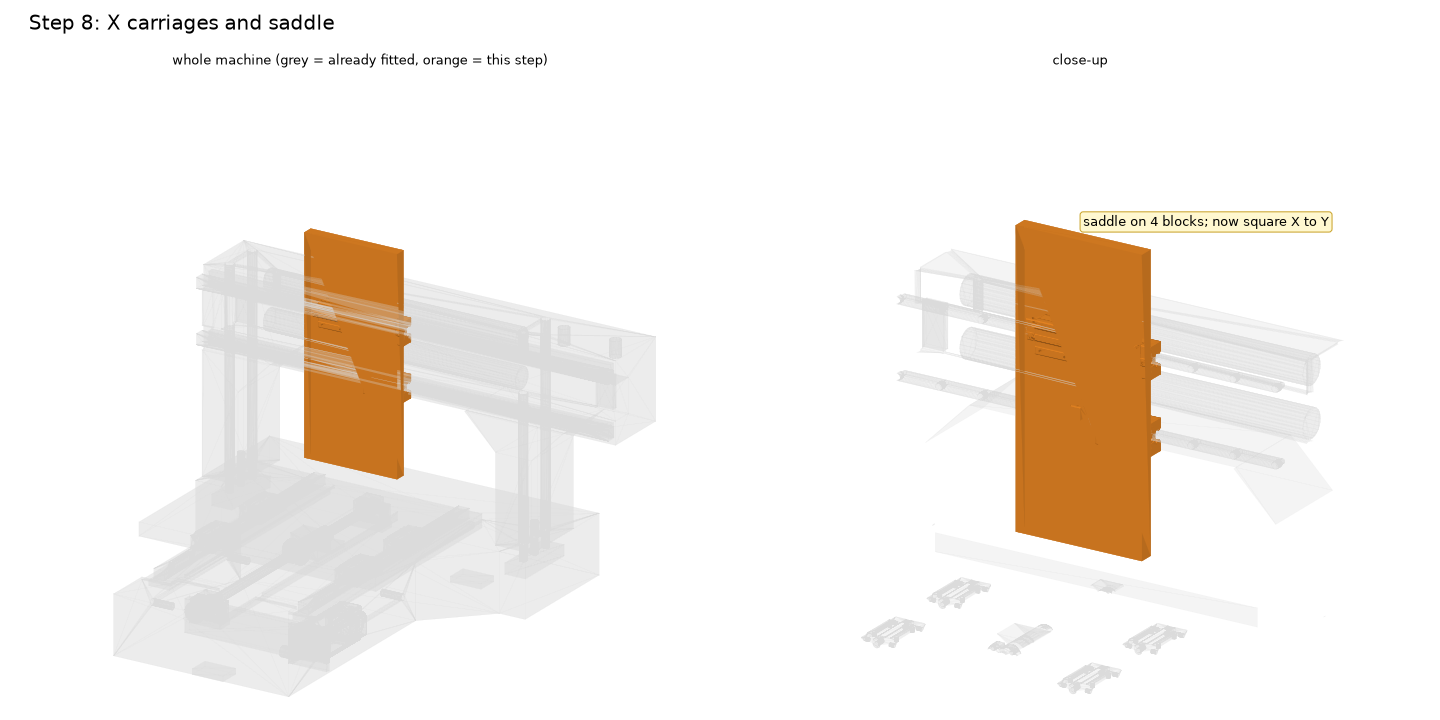 Step 8: X carriages and saddle
whole machine (grey = already fitted, orange = this step)
close-up
saddle on 4 blocks; now square X to Y